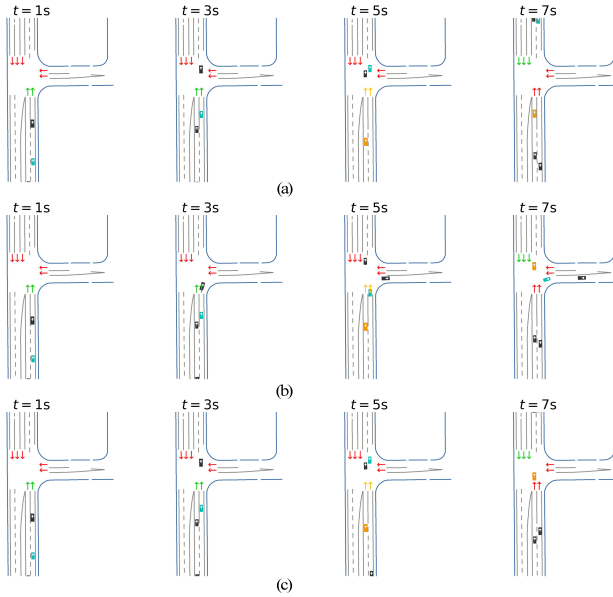 t = 1s t = 3s t = 5s t = 7s
(a)
t = 1s t = 3s t = 5s t = 7s
(b)
t = 1s t = 3s t = 5s t = 7s
(c)